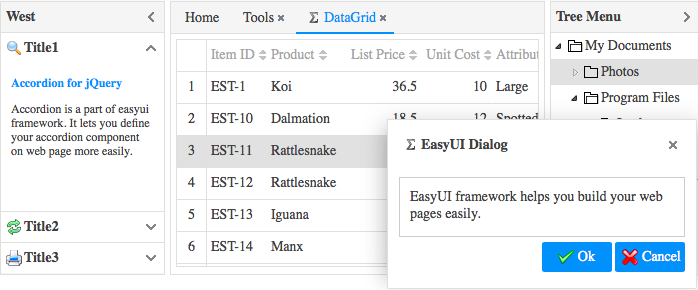 West
Title1
Accordion for jQuery
Accordion is a part of easyui
framework. It lets you define
your accordion component
on web page more easily.
Title2
Title3
Home Tools Σ DataGrid
Item ID Product List Price Unit Cost Attribut
1 EST-1 Koi 36.5 10 Large
2 EST-10 Dalmation 18.5 12 Spotted
3 EST-11 Rattlesnake
4 EST-12 Rattlesnake
5 EST-13 Iguana
6 EST-14 Manx
Tree Menu
My Documents
Photos
Program Files
Σ EasyUI Dialog
EasyUI framework helps you build your web
pages easily.
Ok Cancel